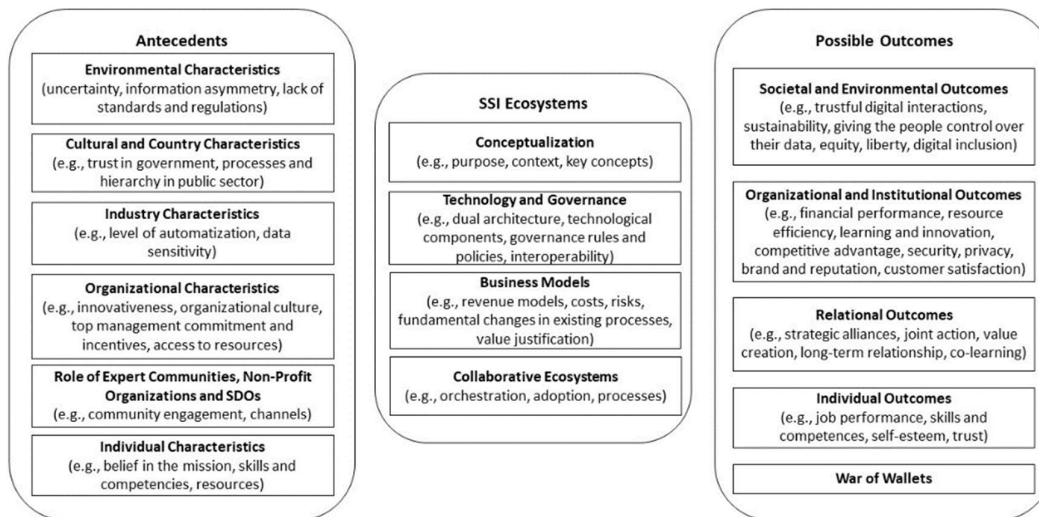 Antecedents
Environmental Characteristics
(uncertainty, information asymmetry, lack of
standards and regulations)
Cultural and Country Characteristics
(e.g., trust in government, processes and
hierarchy in public sector)
Industry Characteristics
(e.g., level of automatization, data
sensitivity)
Organizational Characteristics
(e.g., innovativeness, organizational culture,
top management commitment and
incentives, access to resources)
Role of Expert Communities, Non-Profit
Organizations and SDOs
(e.g., community engagement, channels)
Individual Characteristics
(e.g., belief in the mission, skills and
competencies, resources)
SSI Ecosystems
Conceptualization
(e.g., purpose, context, key concepts)
Technology and Governance
(e.g., dual architecture, technological
components, governance rules and
policies, interoperability)
Business Models
(e.g., revenue models, costs, risks,
fundamental changes in existing processes,
value justification)
Collaborative Ecosystems
(e.g., orchestration, adoption, processes)
Possible Outcomes
Societal and Environmental Outcomes
(e.g., trustful digital interactions,
sustainability, giving the people control over
their data, equity, liberty, digital inclusion)
Organizational and Institutional Outcomes
(e.g., financial performance, resource
efficiency, learning and innovation,
competitive advantage, security, privacy,
brand and reputation, customer satisfaction)
Relational Outcomes
(e.g., strategic alliances, joint action, value
creation, long-term relationship, co-learning)
Individual Outcomes
(e.g., job performance, skills and
competences, self-esteem, trust)
War of Wallets